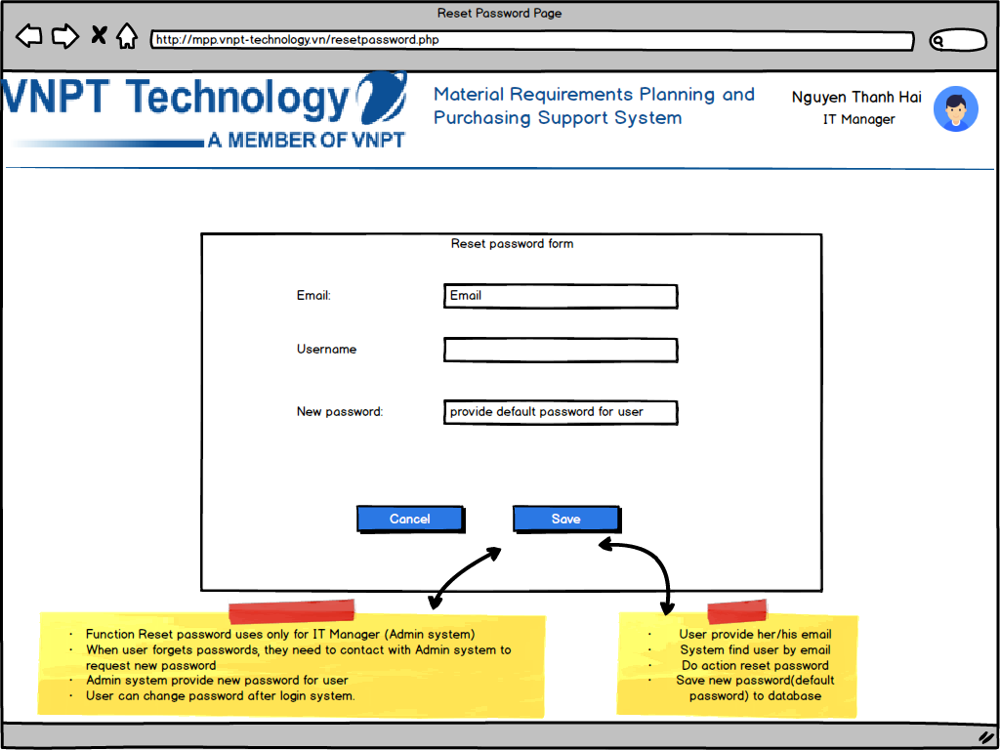 Reset Password Page
http://mpp.vnpt-technology.vn/resetpassword.php
VNPT Technology
A MEMBER OF VNPT
Material Requirements Planning and
Purchasing Support System
Nguyen Thanh Hai
IT Manager
Reset password form
Email:
Email
Username
New password:
provide default password for user
Cancel
Save
· Function Reset password uses only for IT Manager (Admin system)
· When user forgets passwords, they need to contact with Admin system to
request new password
· Admin system provide new password for user
· User can change password after login system.
· User provide her/his email
· System find user by email
· Do action reset password
· Save new password(default
password) to database